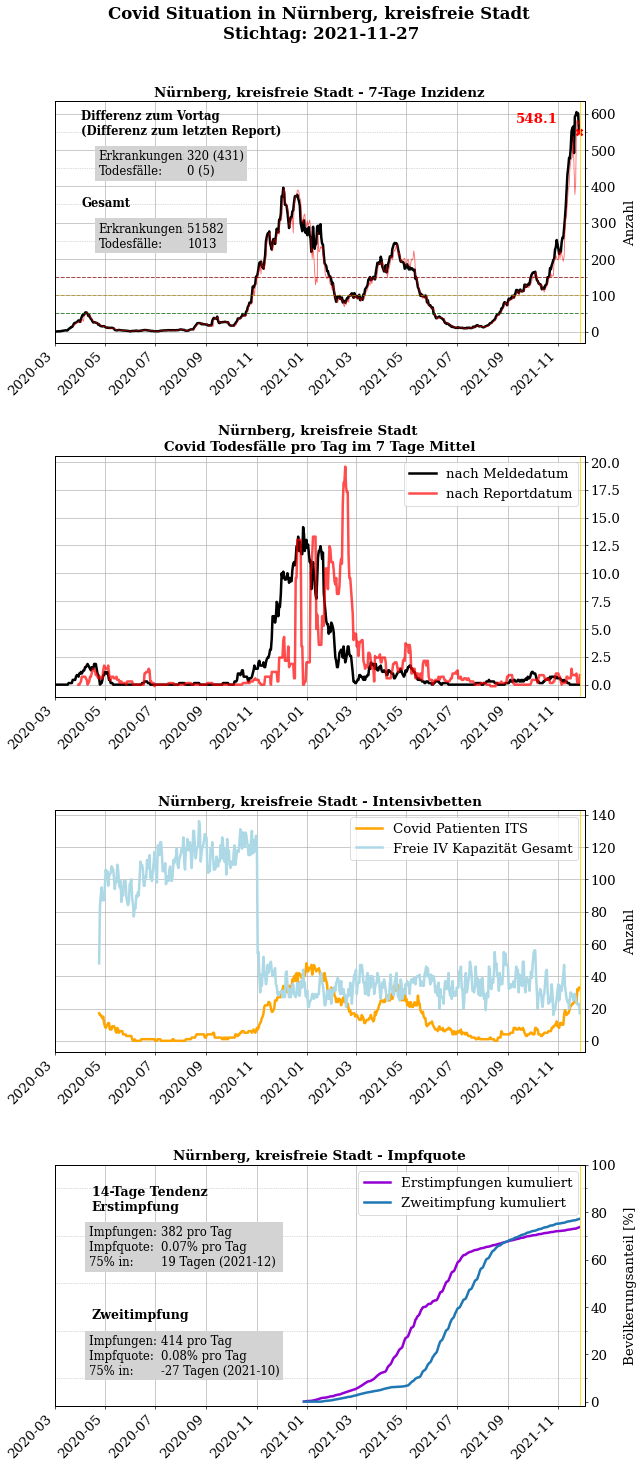 Covid Situation in Nürnberg, kreisfreie Stadt
Stichtag: 2021-11-27
Nürnberg, kreisfreie Stadt - 7-Tage Inzidenz
Differenz zum Vortag
(Differenz zum letzten Report)
Erkrankungen 320 (431)
Todesfälle: 0 (5)
Gesamt
Erkrankungen 51582
Todesfälle: 1013
548.1
600
500
400
300
200
100
0
Anzahl
2020-03
2020-05
2020-07
2020-09
2020-11
2021-01
2021-03
2021-05
2021-07
2021-09
2021-11
Nürnberg, kreisfreie Stadt
Covid Todesfälle pro Tag im 7 Tage Mittel
nach Meldedatum
nach Reportdatum
20.0
17.5
15.0
12.5
10.0
7.5
5.0
2.5
0.0
2020-03
2020-05
2020-07
2020-09
2020-11
2021-01
2021-03
2021-05
2021-07
2021-09
2021-11
Nürnberg, kreisfreie Stadt - Intensivbetten
Covid Patienten ITS
Freie IV Kapazität Gesamt
140
120
100
80
60
40
20
0
Anzahl
2020-03
2020-05
2020-07
2020-09
2020-11
2021-01
2021-03
2021-05
2021-07
2021-09
2021-11
Nürnberg, kreisfreie Stadt - Impfquote
14-Tage Tendenz
Erstimpfung
Impfungen: 382 pro Tag
Impfquote: 0.07% pro Tag
75% in: 19 Tagen (2021-12)
Zweitimpfung
Impfungen: 414 pro Tag
Impfquote: 0.08% pro Tag
75% in: -27 Tagen (2021-10)
Erstimpfungen kumuliert
Zweitimpfung kumuliert
100
80
60
40
20
0
Bevölkerungsanteil [%]
2020-03
2020-05
2020-07
2020-09
2020-11
2021-01
2021-03
2021-05
2021-07
2021-09
2021-11